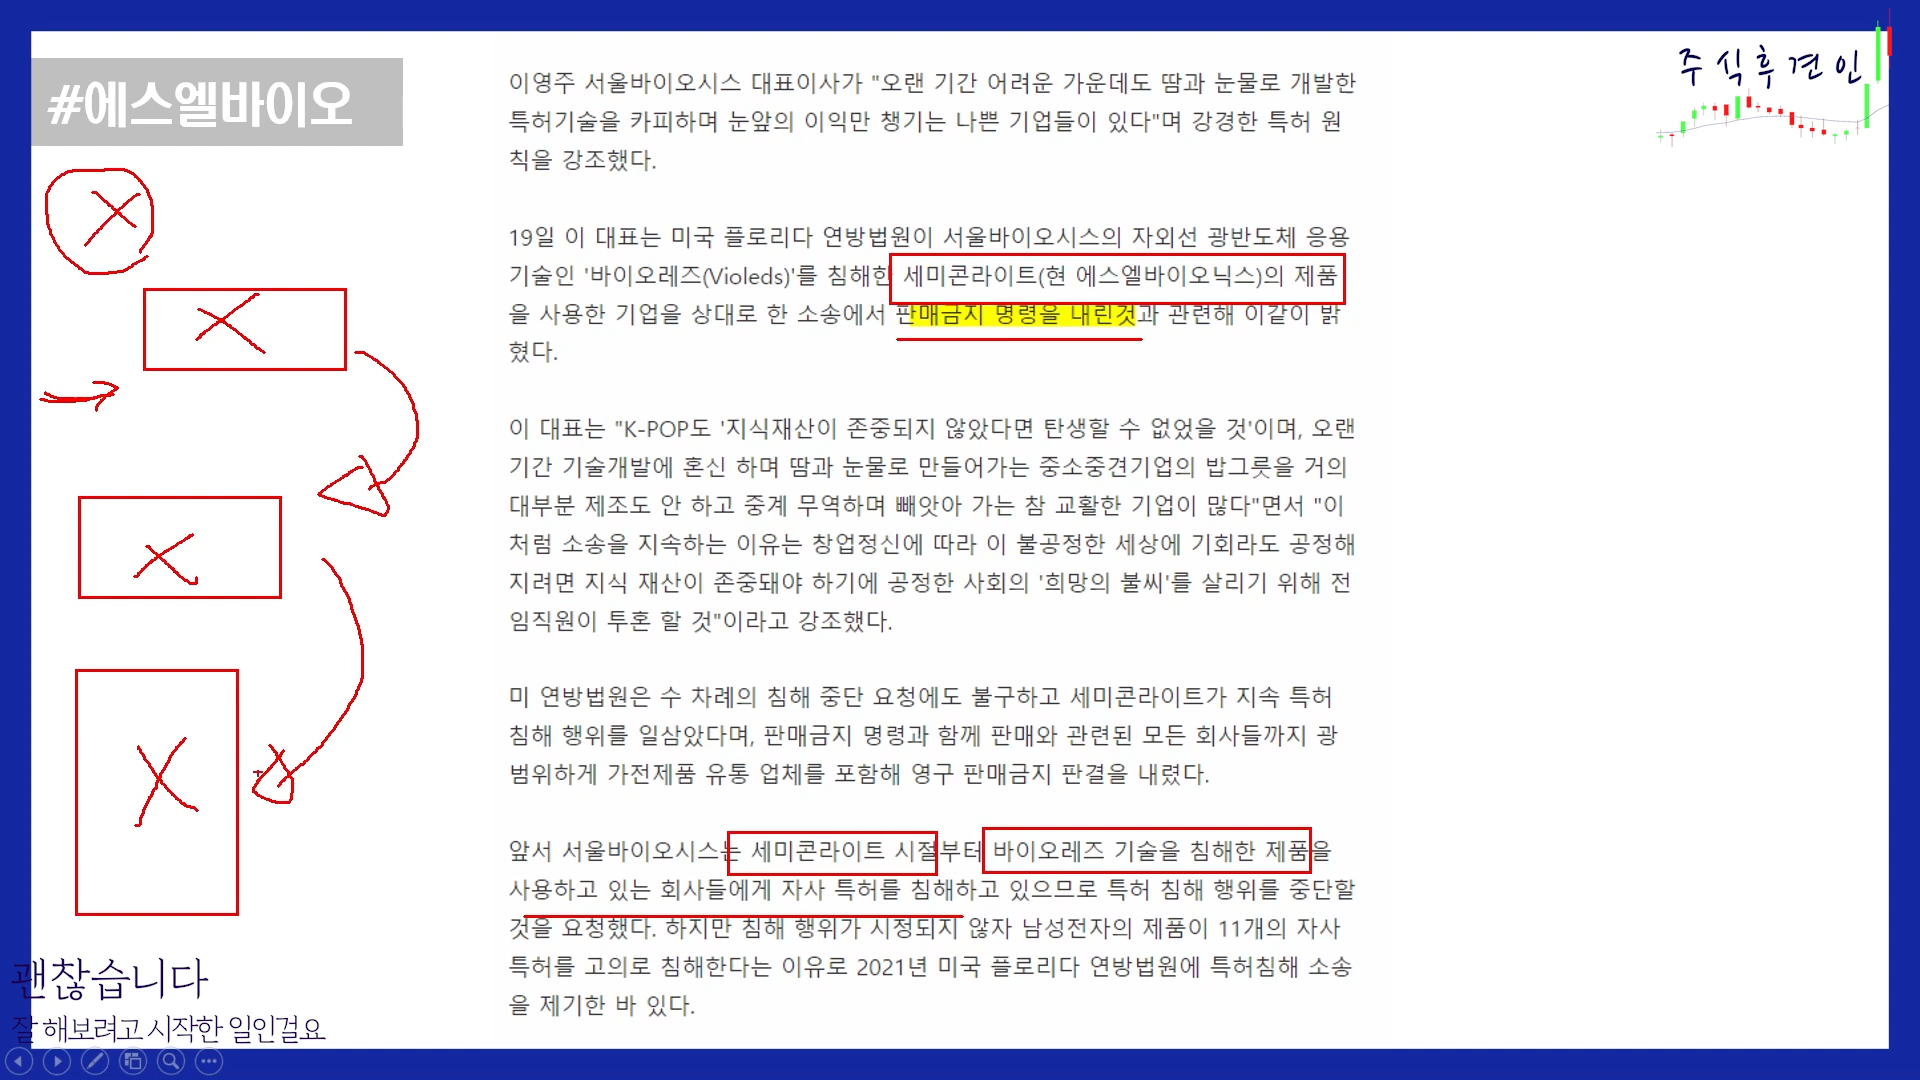 #에스엘바이오
주식후견인
이영주 서울바이오시스 대표이사가 "오랜 기간 어려운 가운데도 땀과 눈물로 개발한
특허기술을 카피하며 눈앞의 이익만 챙기는 나쁜 기업들이 있다"며 강경한 특허 원
칙을 강조했다.
19일 이 대표는 미국 플로리다 연방법원이 서울바이오시스의 자외선 광반도체 응용
기술인 '바이오레즈(Violeds)'를 침해한 세미콘라이트(현 에스엘바이오닉스)의 제품
을 사용한 기업을 상대로 한 소송에서 판매금지 명령을 내린것과 관련해 이같이 밝
혔다.
이 대표는 "K-POP도 '지식재산이 존중되지 않았다면 탄생할 수 없었을 것'이며, 오랜
기간 기술개발에 혼신 하며 땀과 눈물로 만들어가는 중소중견기업의 밥그릇을 거의
대부분 제조도 안 하고 중계 무역하며 빼앗아 가는 참 교활한 기업이 많다"면서 "이
처럼 소송을 지속하는 이유는 창업정신에 따라 이 불공정한 세상에 기회라도 공정해
지려면 지식 재산이 존중돼야 하기에 공정한 사회의 '희망의 불씨'를 살리기 위해 전
임직원이 투혼 할 것"이라고 강조했다.
미 연방법원은 수 차례의 침해 중단 요청에도 불구하고 세미콘라이트가 지속 특허
침해 행위를 일삼았다며, 판매금지 명령과 함께 판매와 관련된 모든 회사들까지 광
범위하게 가전제품 유통 업체를 포함해 영구 판매금지 판결을 내렸다.
앞서 서울바이오시스는 세미콘라이트 시절부터 바이오레즈 기술을 침해한 제품을
사용하고 있는 회사들에게 자사 특허를 침해하고 있으므로 특허 침해 행위를 중단할
것을 요청했다. 하지만 침해 행위가 시정되지 않자 남성전자의 제품이 11개의 자사
특허를 고의로 침해한다는 이유로 2021년 미국 플로리다 연방법원에 특허침해 소송
을 제기한 바 있다.
괜찮습니다
잘 해보려고 시작한 일인걸요